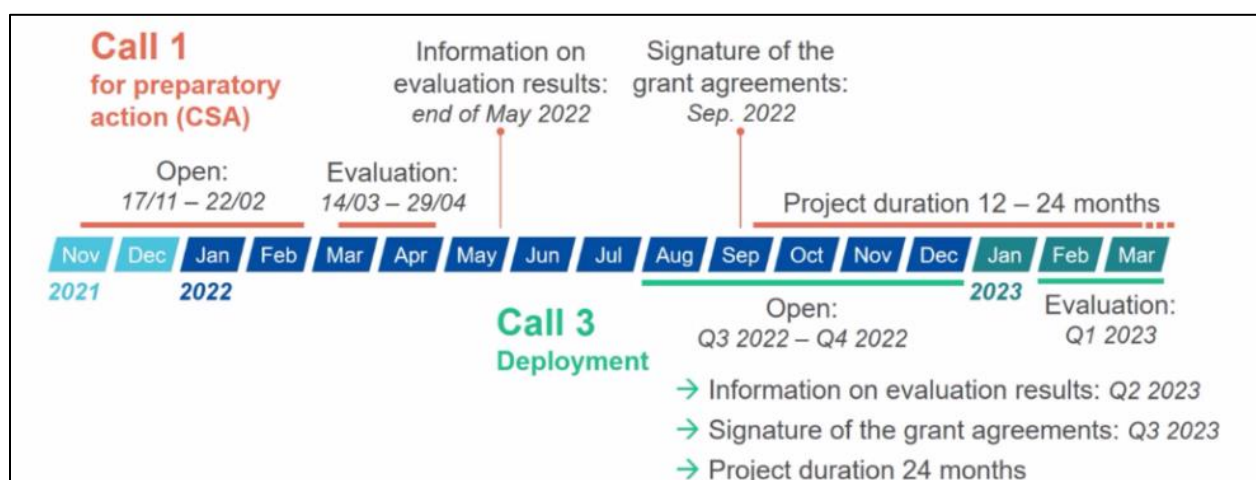 Call 1
for preparatory
action (CSA)
Information on
evaluation results:
end of May 2022
Signature of the
grant agreements:
Sep. 2022
Open:
17/11 – 22/02
Evaluation:
14/03 – 29/04
Project duration 12 – 24 months
Nov Dec Jan Feb Mar Apr May Jun Jul Aug Sep Oct Nov Dec Jan Feb Mar
2021 2022 2023
Call 3
Deployment
Open:
Q3 2022 – Q4 2022
Evaluation:
Q1 2023
→ Information on evaluation results: Q2 2023
→ Signature of the grant agreements: Q3 2023
→ Project duration 24 months